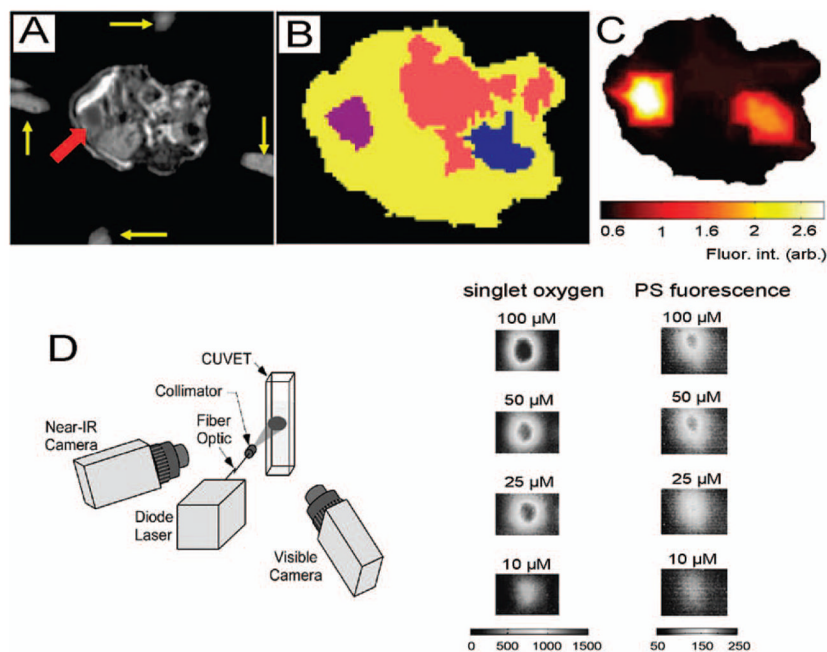 A
B
C
0.6 1 1.5 2 2.6
Fluor. int. (arb.)
D
CUVET
Collimator
Fiber
Optic
Near-IR
Camera
Diode
Laser
Visible
Camera
singlet oxygen PS fuorescence
100 µM 100 µM
50 µM 50 µM
25 µM 25 µM
10 µM 10 µM
0 500 1000 1500 50 150 250